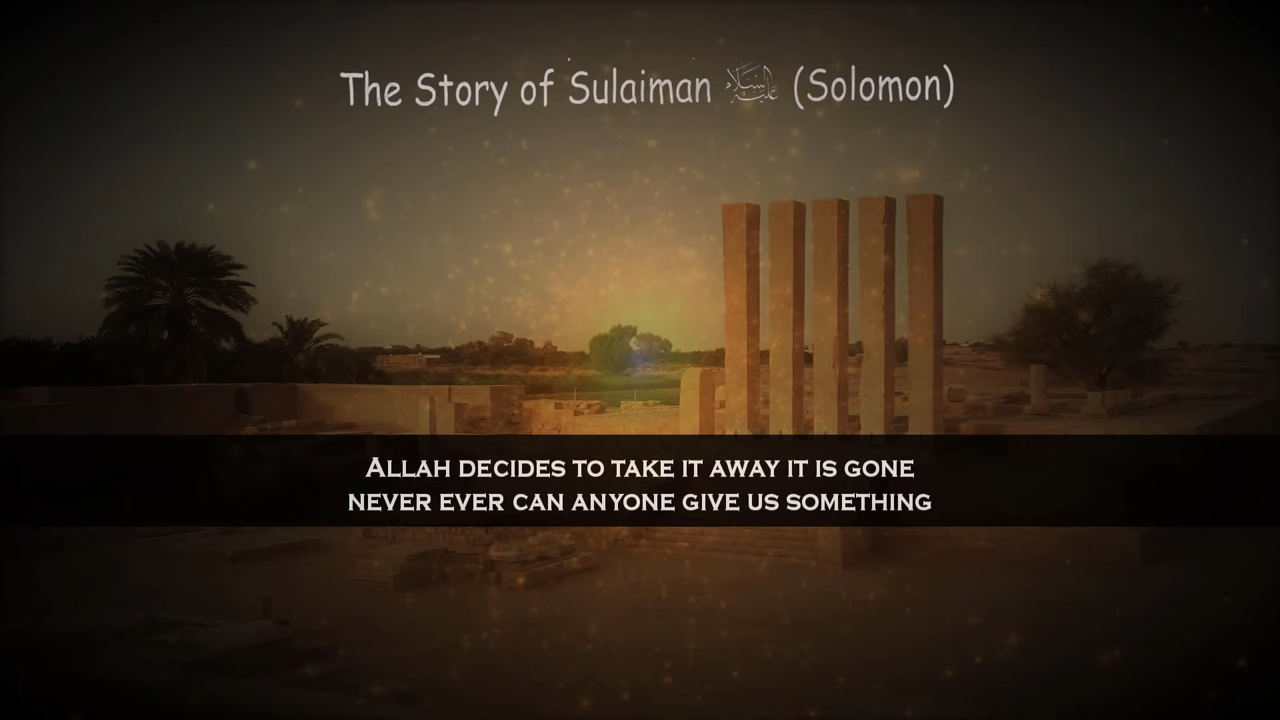 The Story of Sulaiman عليه السلام (Solomon)
ALLAH DECIDES TO TAKE IT AWAY IT IS GONE
NEVER EVER CAN ANYONE GIVE US SOMETHING